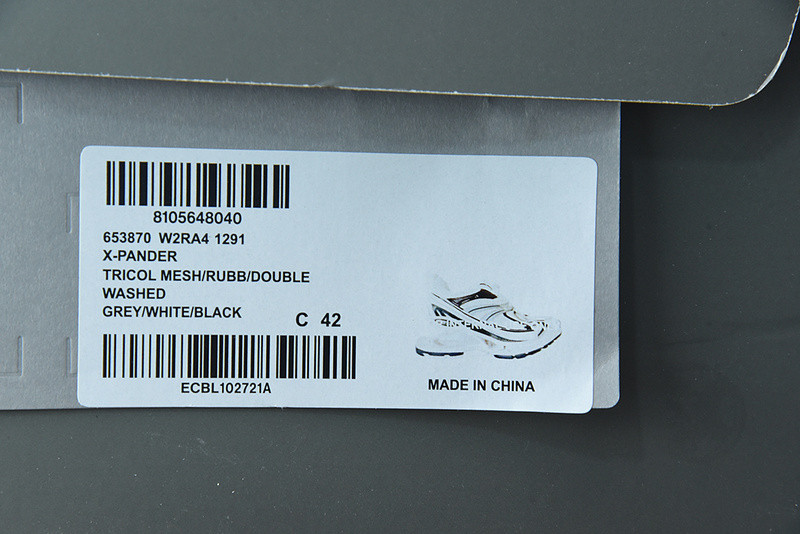 8105648040
653870 W2RA4 1291
X-PANDER
TRICOL MESH/RUBB/DOUBLE
WASHED
GREY/WHITE/BLACK
C 42
ECBL102721A
MADE IN CHINA